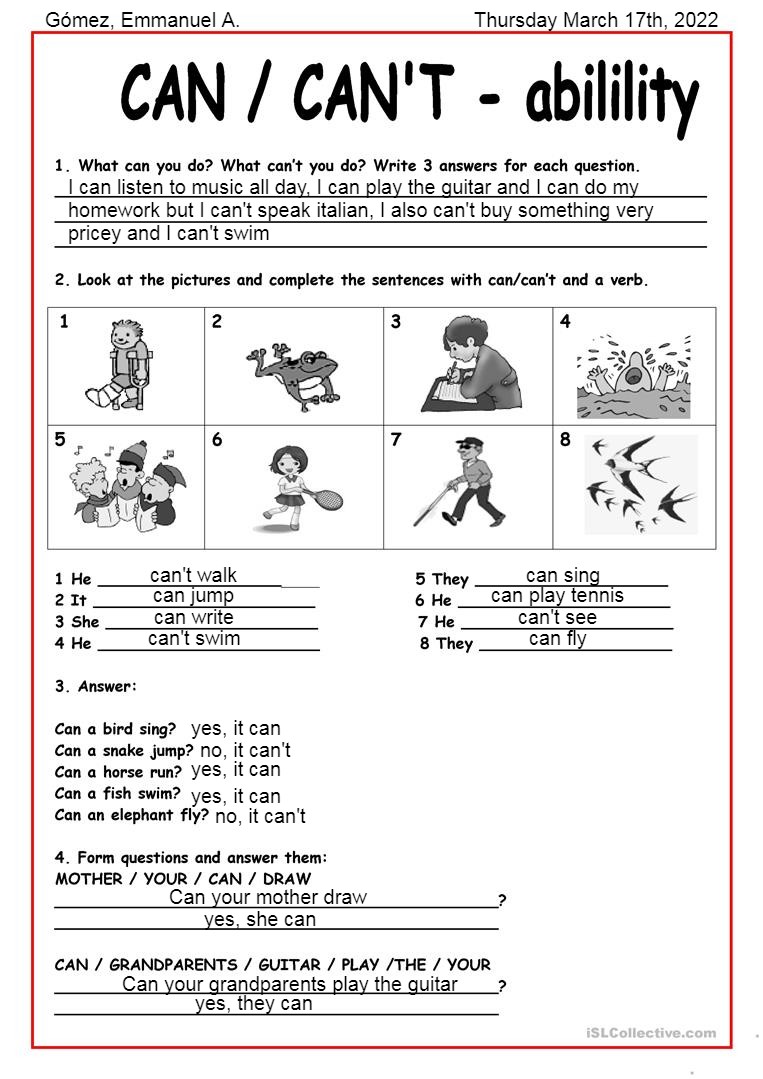 Gómez, Emmanuel A. Thursday March 17th, 2022
CAN / CAN'T - abilility
1. What can you do? What can't you do? Write 3 answers for each question.
I can listen to music all day, I can play the guitar and I can do my
homework but I can't speak italian, I also can't buy something very
pricey and I can't swim
2. Look at the pictures and complete the sentences with can/can't and a verb.
1 2 3 4
5 6 7 8
1 He can't walk 5 They can sing
2 It can jump 6 He can play tennis
3 She can write 7 He can't see
4 He can't swim 8 They can fly
3. Answer:
Can a bird sing? yes, it can
Can a snake jump? no, it can't
Can a horse run? yes, it can
Can a fish swim? yes, it can
Can an elephant fly? no, it can't
4. Form questions and answer them:
MOTHER / YOUR / CAN / DRAW
Can your mother draw ?
yes, she can
CAN / GRANDPARENTS / GUITAR / PLAY /THE / YOUR
Can your grandparents play the guitar ?
yes, they can
iSLCollective.com